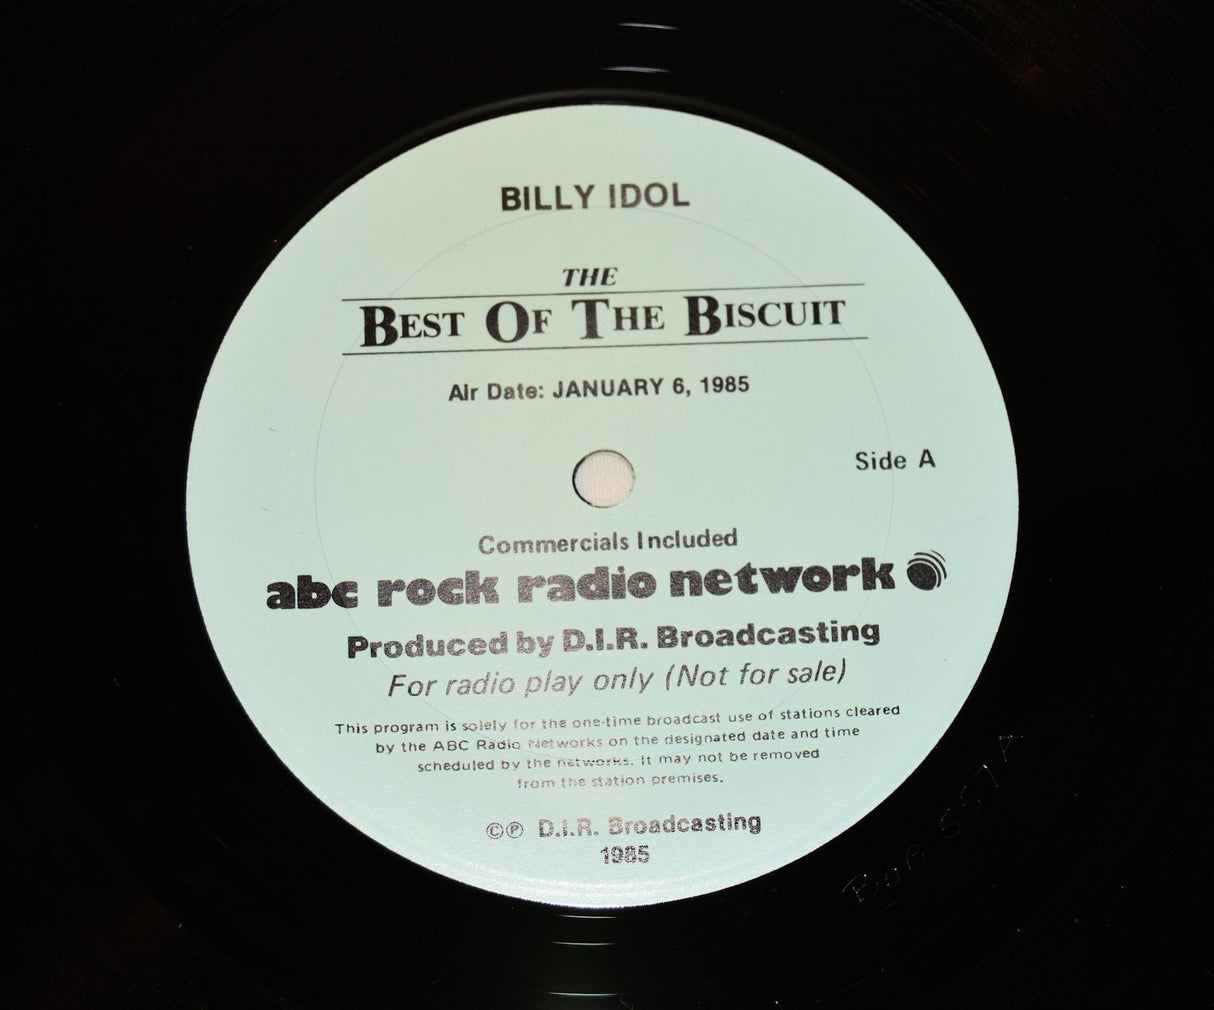 BILLY IDOL
THE
BEST OF THE BISCUIT
Air Date: JANUARY 6, 1985
Side A
Commercials Included
abc rock radio network
Produced by D.I.R. Broadcasting
For radio play only (Not for sale)
This program is solely for the one-time broadcast use of stations cleared
by the ABC Radio Networks on the designated date and time
scheduled by the networks. It may not be removed
from the station premises.
©℗ D.I.R. Broadcasting
1985